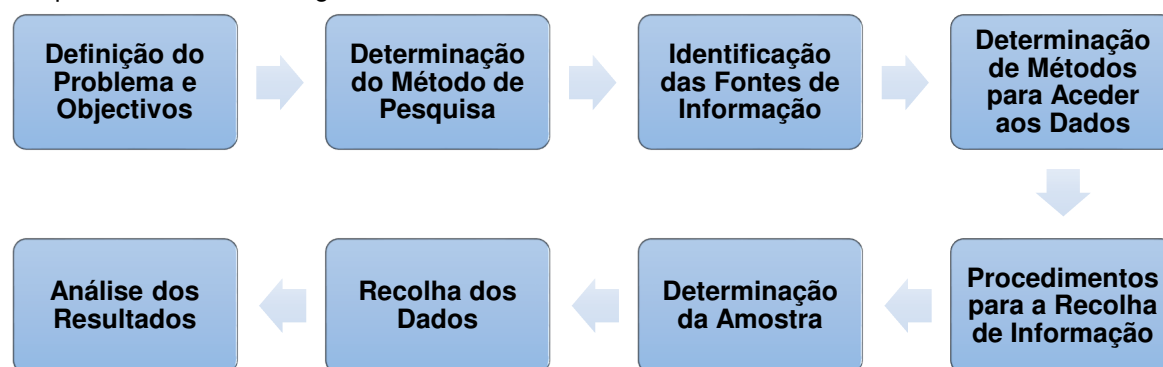 Definição do
Problema e
Objectivos
Determinação
do Método de
Pesquisa
Identificação
das Fontes de
Informação
Determinação
de Métodos
para Aceder
aos Dados
Procedimentos
para a Recolha
de Informação
Determinação
da Amostra
Recolha dos
Dados
Análise dos
Resultados